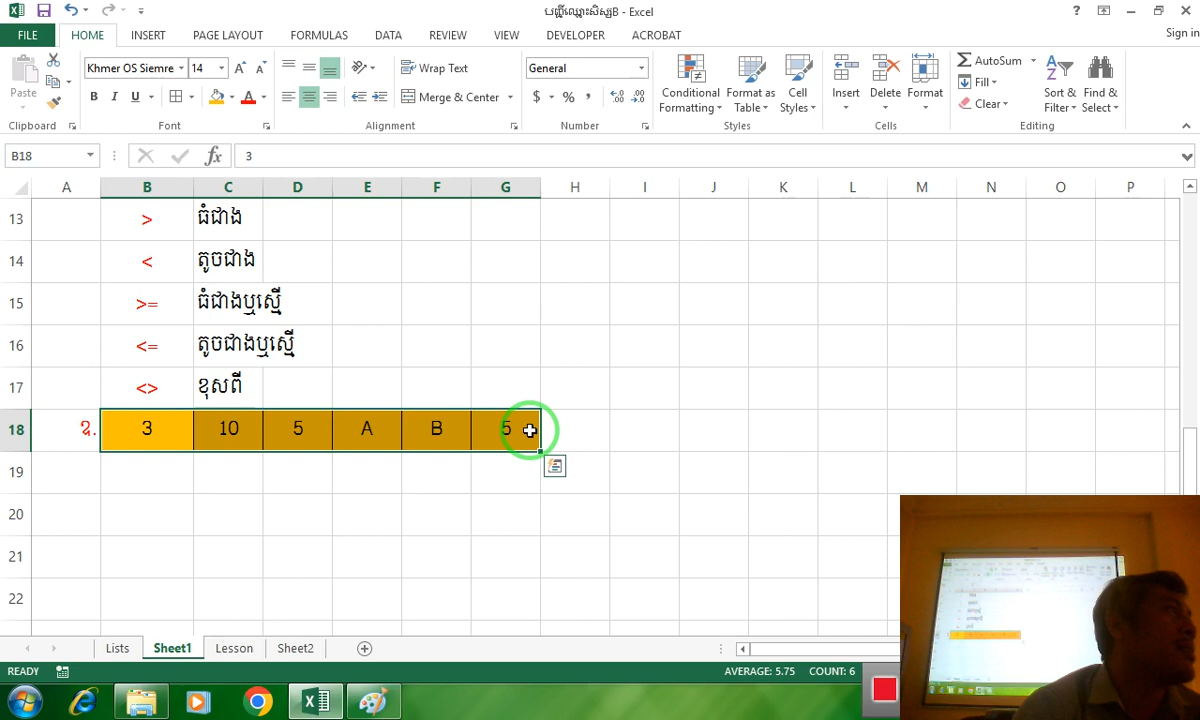 បញ្ជីឈ្មោះសិស្សB - Excel
Sign in
FILE HOME INSERT PAGE LAYOUT FORMULAS DATA REVIEW VIEW DEVELOPER ACROBAT
Khmer OS Siemre 14 Wrap Text General AutoSum
Paste Conditional Format as Cell Insert Delete Format Fill Sort & Find &
B I U Merge & Center $ % Formatting Table Styles Clear Filter Select
Clipboard Font Alignment Number Styles Cells Editing
B18 fx 3
A B C D E F G H I J K L M N O P
13 > ធំជាង
14 < តូចជាង
15 >= ធំជាងឬស្មើ
16 <= តូចជាងឬស្មើ
17 <> ខុសពី
18 ឩ. 3 10 5 A B 5
19
20
21
22
Lists Sheet1 Lesson Sheet2
READY AVERAGE: 5.75 COUNT: 6